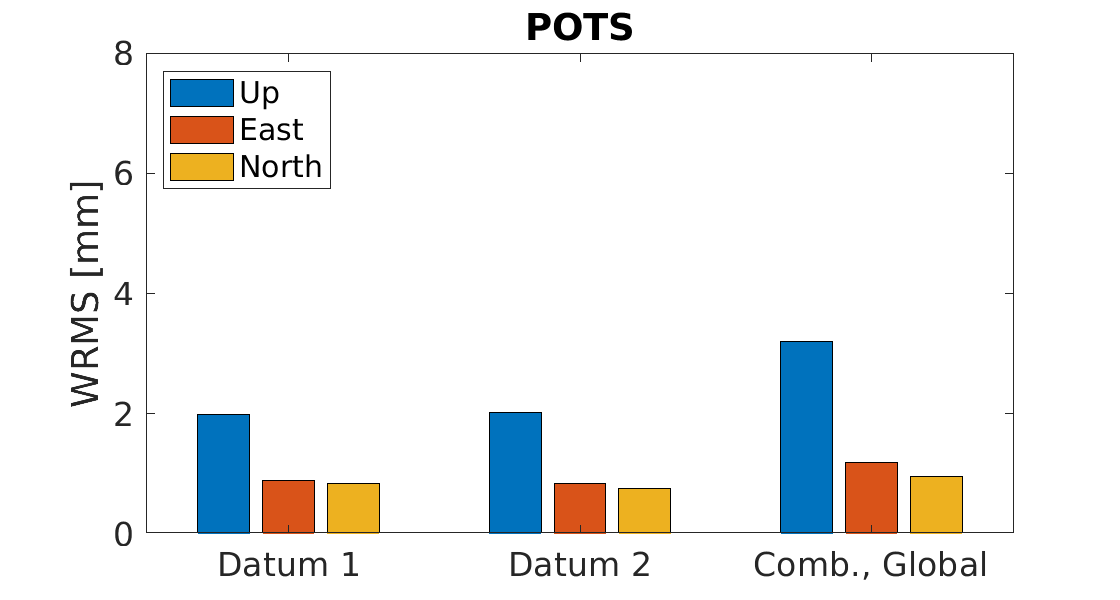 POTS
8
6
4
2
0
WRMS [mm]
Up
East
North
Datum 1
Datum 2
Comb., Global